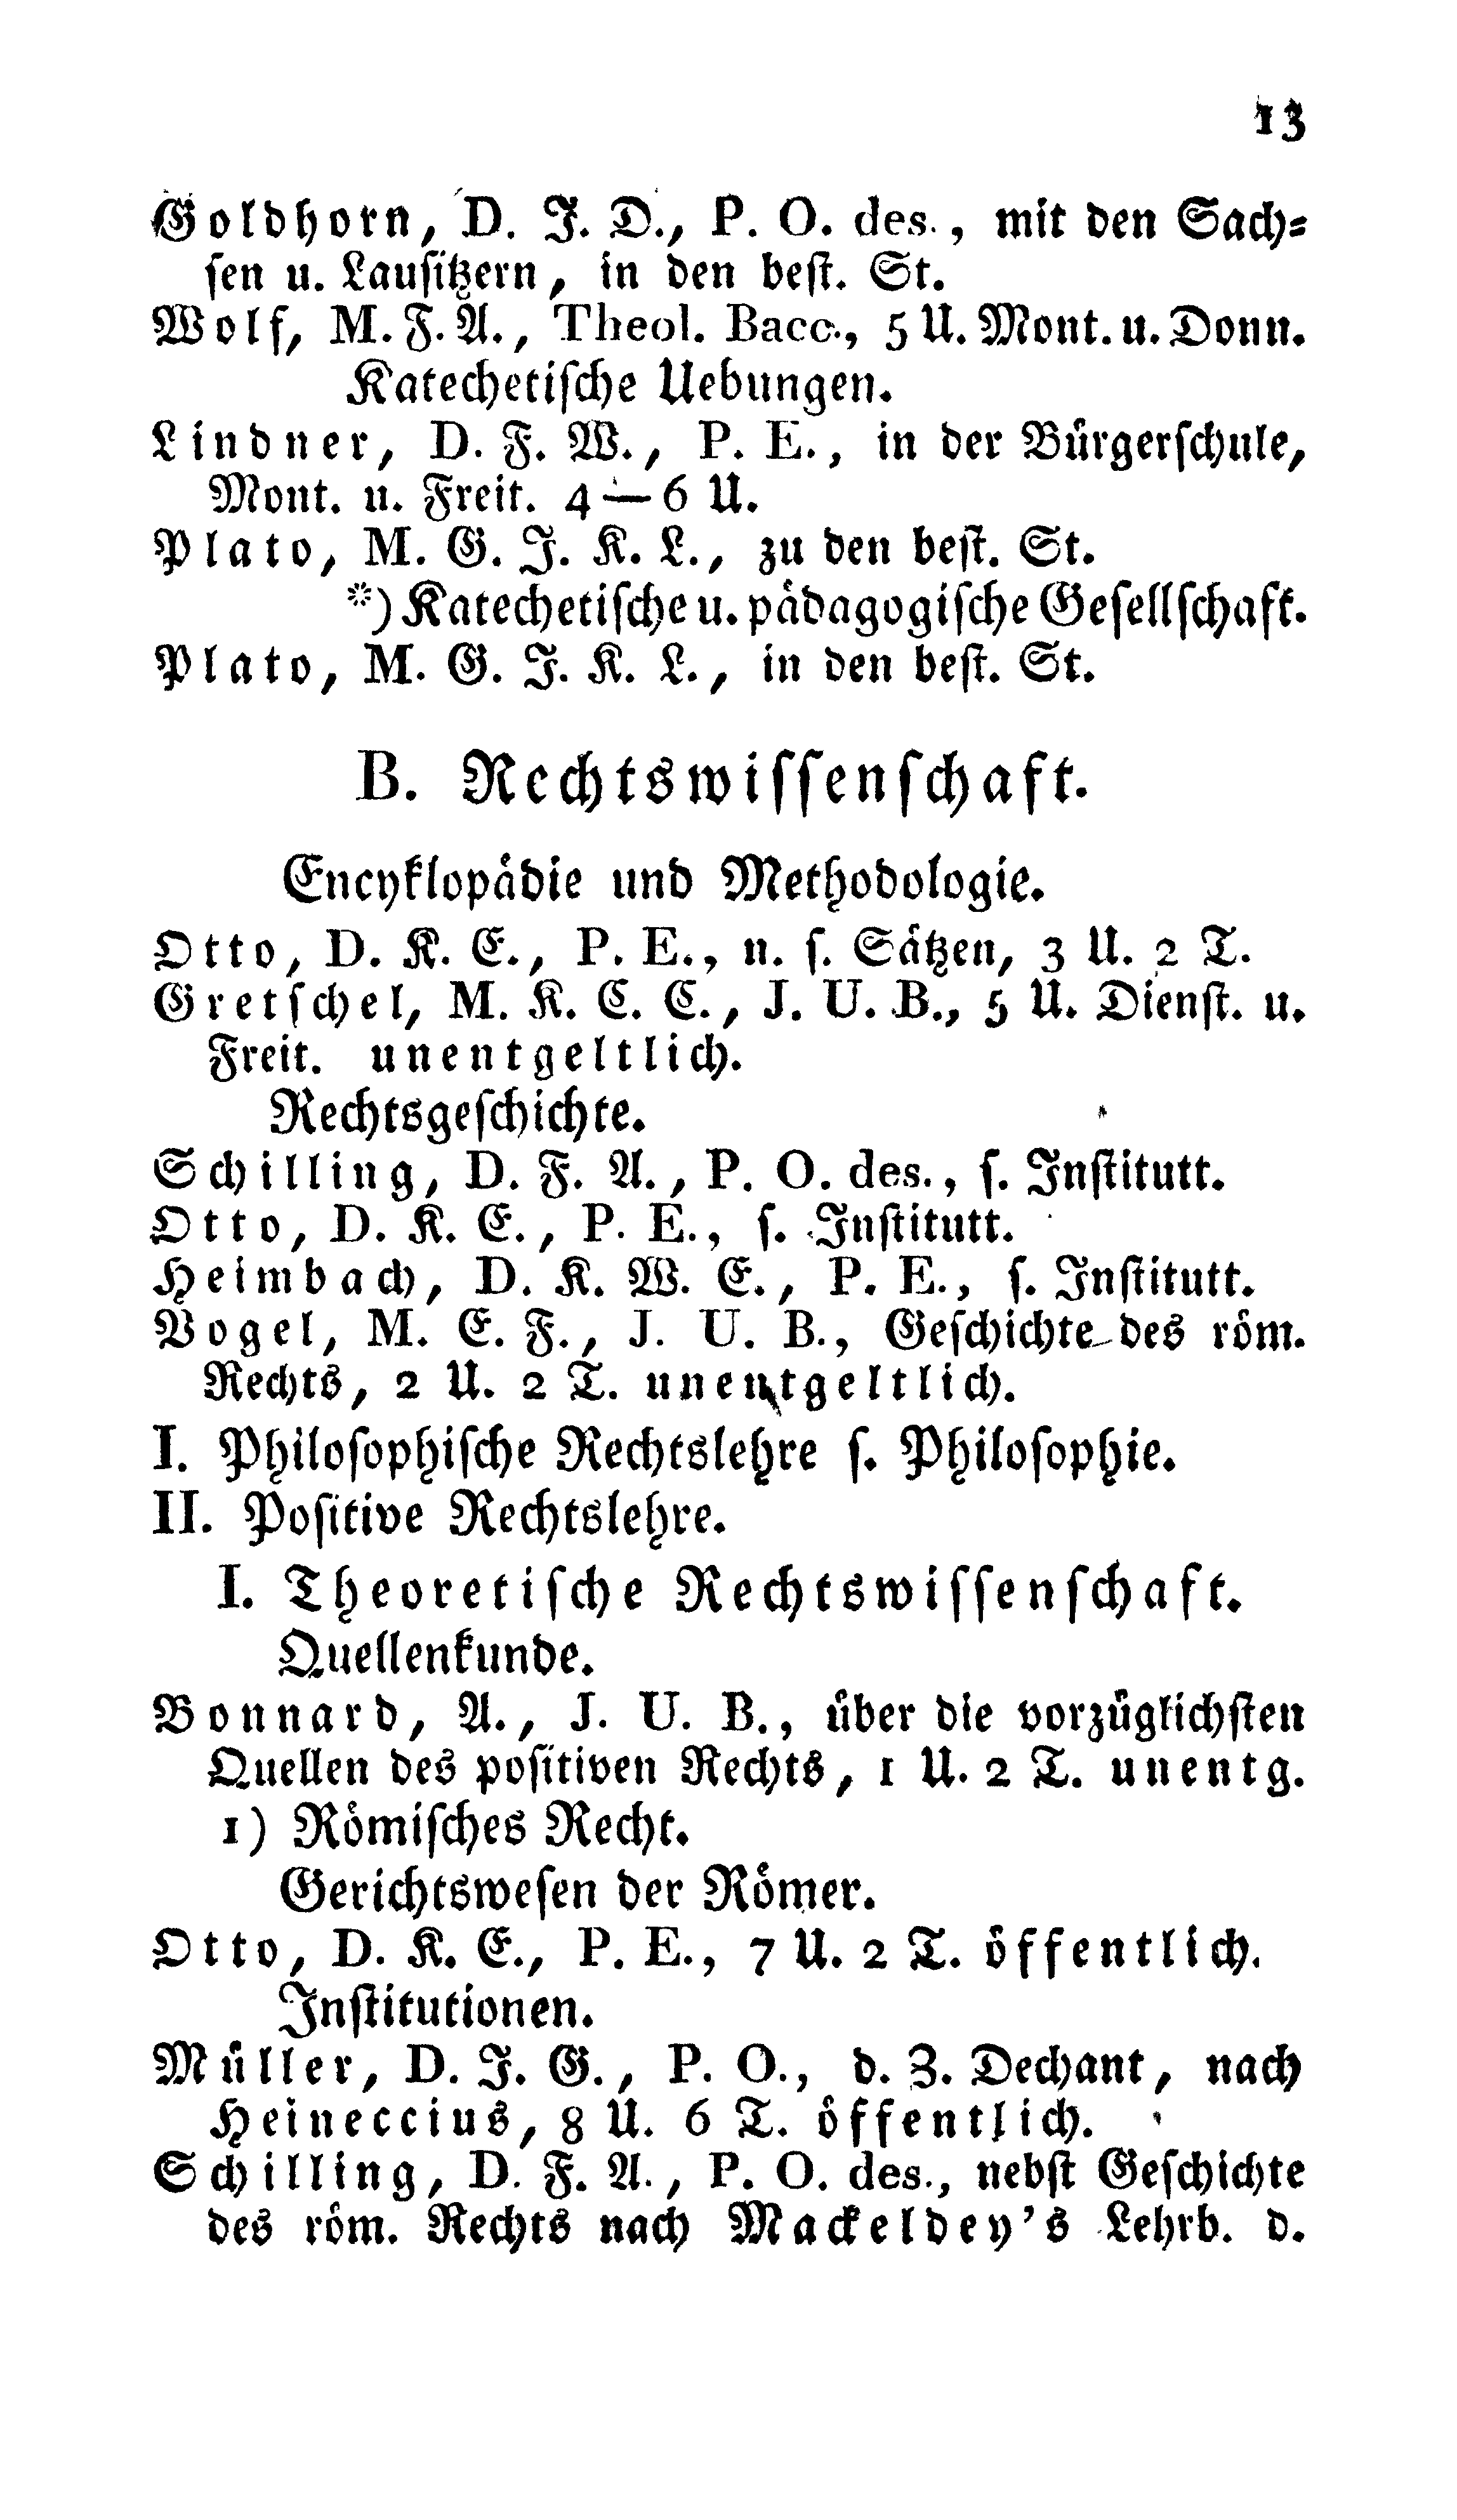 13
Goldhorn, D. J. D., P. O. des., mit den Sach⸗
ſen u. Lauſitzern, in den beſt. St.
Wolf, M. F. A., Theol. Bacc., 5 U. Mont. u. Donn.
Katechetiſche Uebungen.
Lindner, D. F. W., P. E., in der Bürgerſchule,
Mont. u. Freit. 4—6 U.
Plato, M. G. J. K. L., zu den beſt. St.
*) Katechetiſche u. pädagogiſche Geſellſchaft.
Plato, M. G. J. K. L., in den beſt. St.
B. Rechtswiſſenſchaft.
Encyklopädie und Methodologie.
Otto, D. K. E., P. E., n. ſ. Sätzen, 3 U. 2 T.
Gretſchel, M. K. C. C., J. U. B., 5 U. Dienſt. u.
Freit. unentgeltlich.
Rechtsgeſchichte.
Schilling, D. F. A., P. O. des., ſ. Inſtitutt.
Otto, D. K. E., P. E., ſ. Inſtitutt.
Heimbach, D. K. W. E., P. E., ſ. Inſtitutt.
Vogel, M. E. F., J. U. B., Geſchichte des röm.
Rechts, 2 U. 2 T. unentgeltlich.
I. Philoſophiſche Rechtslehre ſ. Philoſophie.
II. Poſitive Rechtslehre.
I. Theoretiſche Rechtswiſſenſchaft.
Quellenkunde.
Bonnard, A., J. U. B., über die vorzüglichſten
Quellen des poſitiven Rechts, 1 U. 2 T. unentg.
1) Römiſches Recht.
Gerichtsweſen der Römer.
Otto, D. K. E., P. E., 7 U. 2 T. öffentlich.
Inſtitutionen.
Müller, D. J. G., P. O., d. Z. Dechant, nach
Heineccius, 8 U. 6 T. öffentlich.
Schilling, D. F. A., P. O. des., nebſt Geſchichte
des röm. Rechts nach Mackeldey's Lehrb. d.